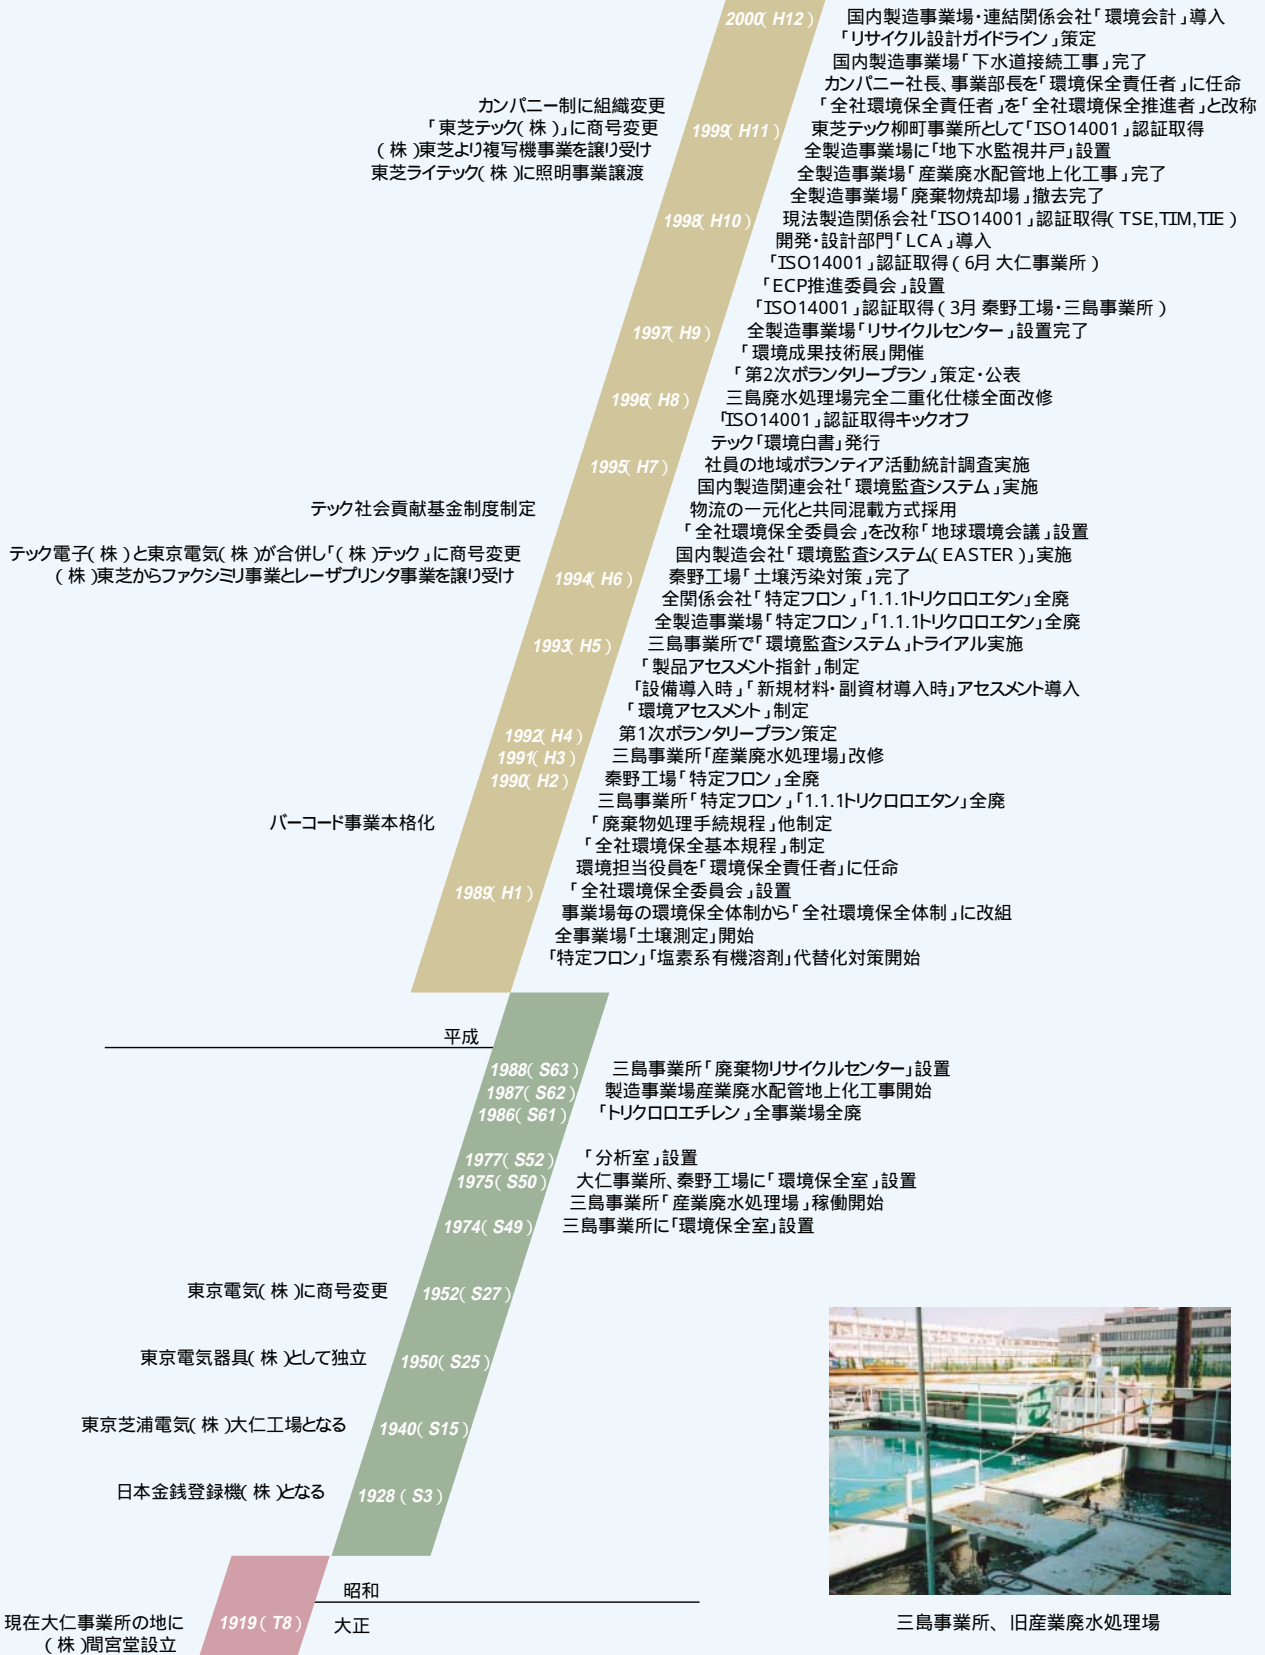 2000(H12) 国内製造事業場・連結関係会社「環境会計」導入
「リサイクル設計ガイドライン」策定
国内製造事業場「下水道接続工事」完了
カンパニー社長、事業部長を「環境保全責任者」に任命
カンパニー制に組織変更 「全社環境保全責任者」を「全社環境保全推進者」と改称
「東芝テック(株)」に商号変更 1999(H11) 東芝テック柳町事業所として「ISO14001」認証取得
(株)東芝より複写機事業を譲り受け 全製造事業場に「地下水監視井戸」設置
東芝ライテック(株)に照明事業譲渡 全製造事業場「産業廃水配管地上化工事」完了
全製造事業場「廃棄物焼却場」撤去完了
1998(H10) 現法製造関係会社「ISO14001」認証取得(TSE,TIM,TIE)
開発・設計部門「LCA」導入
「ISO14001」認証取得(6月 大仁事業所)
「ECP推進委員会」設置
「ISO14001」認証取得(3月 秦野工場・三島事業所)
1997(H9) 全製造事業場「リサイクルセンター」設置完了
「環境成果技術展」開催
「第2次ボランタリープラン」策定・公表
1996(H8) 三島廃水処理場完全二重化仕様全面改修
「ISO14001」認証取得キックオフ
テック「環境白書」発行
1995(H7) 社員の地域ボランティア活動統計調査実施
国内製造関連会社「環境監査システム」実施
テック社会貢献基金制度制定 物流の一元化と共同混載方式採用
「全社環境保全委員会」を改称「地球環境会議」設置
テック電子(株)と東京電気(株)が合併し「(株)テック」に商号変更 国内製造会社「環境監査システム(EASTER)」実施
(株)東芝からファクシミリ事業とレーザプリンタ事業を譲り受け 1994(H6) 秦野工場「土壌汚染対策」完了
全関係会社「特定フロン」「1.1.1トリクロロエタン」全廃
全製造事業場「特定フロン」「1.1.1トリクロロエタン」全廃
1993(H5) 三島事業所で「環境監査システム」トライアル実施
「製品アセスメント指針」制定
「設備導入時」「新規材料・副資材導入時」アセスメント導入
「環境アセスメント」制定
1992(H4) 第1次ボランタリープラン策定
1991(H3) 三島事業所「産業廃水処理場」改修
1990(H2) 秦野工場「特定フロン」全廃
三島事業所「特定フロン」「1.1.1トリクロロエタン」全廃
バーコード事業本格化 「廃棄物処理手続規程」他制定
「全社環境保全基本規程」制定
環境担当役員を「環境保全責任者」に任命
1989(H1) 「全社環境保全委員会」設置
事業場毎の環境保全体制から「全社環境保全体制」に改組
全事業場「土壌測定」開始
「特定フロン」「塩素系有機溶剤」代替化対策開始
平成
1988(S63) 三島事業所「廃棄物リサイクルセンター」設置
1987(S62) 製造事業場産業廃水配管地上化工事開始
1986(S61) 「トリクロロエチレン」全事業場全廃
1977(S52) 「分析室」設置
1975(S50) 大仁事業所、秦野工場に「環境保全室」設置
三島事業所「産業廃水処理場」稼働開始
1974(S49) 三島事業所に「環境保全室」設置
東京電気(株)に商号変更 1952(S27)
東京電気器具(株)として独立 1950(S25)
東京芝浦電気(株)大仁工場となる 1940(S15)
日本金銭登録機(株)となる 1928(S3)
昭和
現在大仁事業所の地に 1919(T8) 大正
(株)間宮堂設立
三島事業所、旧産業廃水処理場